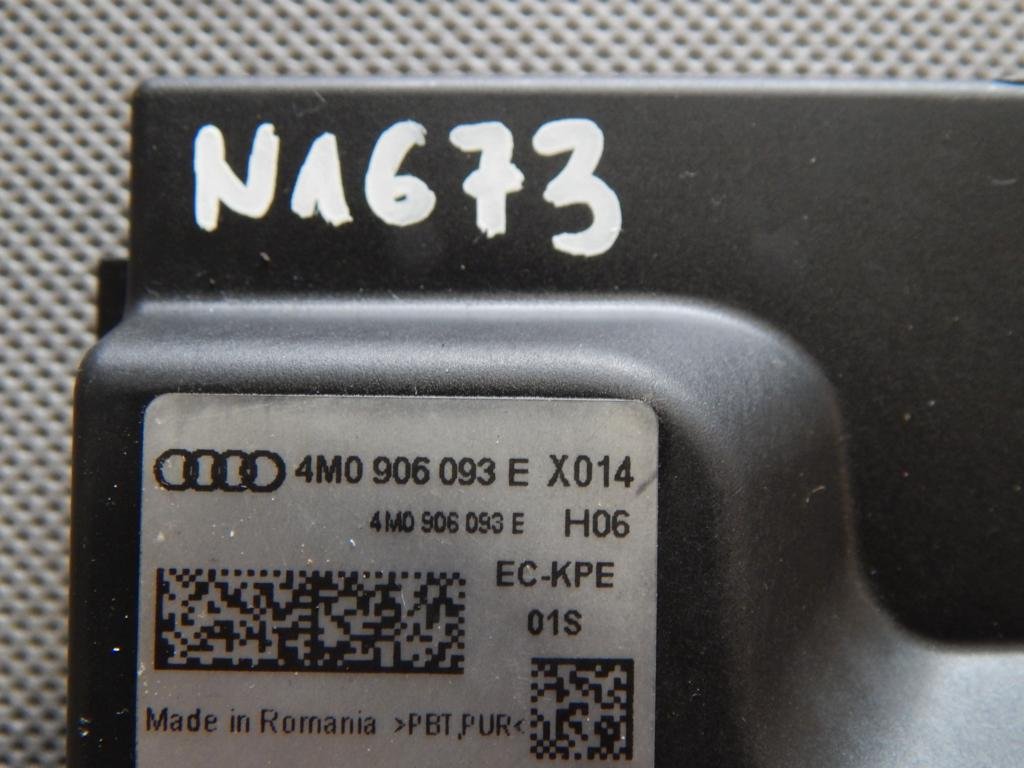 N1673
4M0 906 093 E X014
4M0 906 093 E H06
EC-KPE
01S
Made in Romania >PBT,PUR<